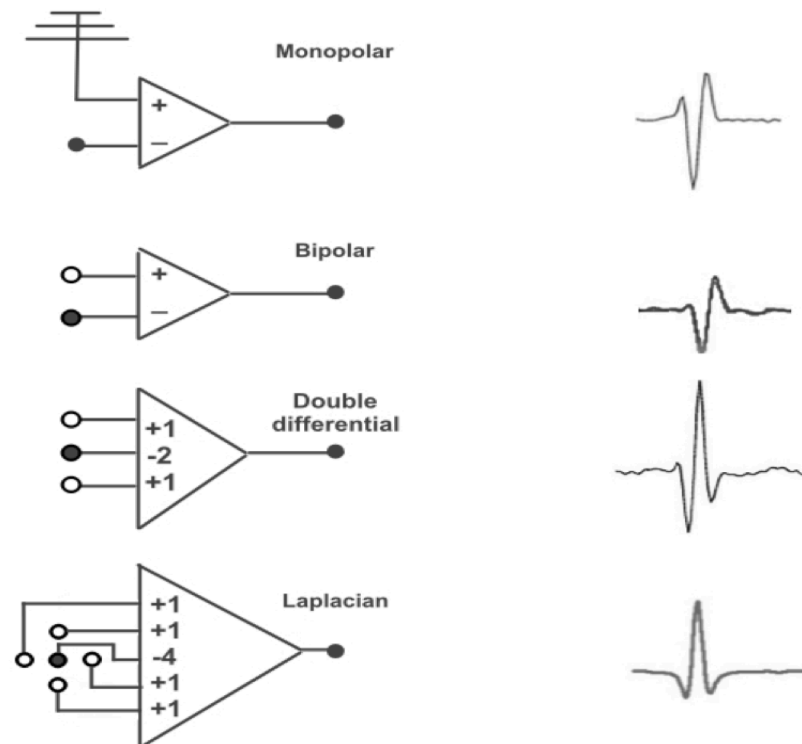 Monopolar
+
–
Bipolar
+
–
Double
differential
+1
-2
+1
Laplacian
+1
+1
-4
+1
+1